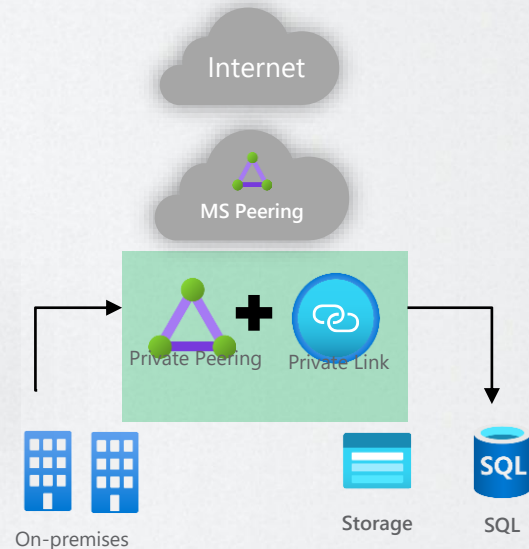 Internet
MS Peering
Private Peering
Private Link
SQL
On-premises
Storage
SQL